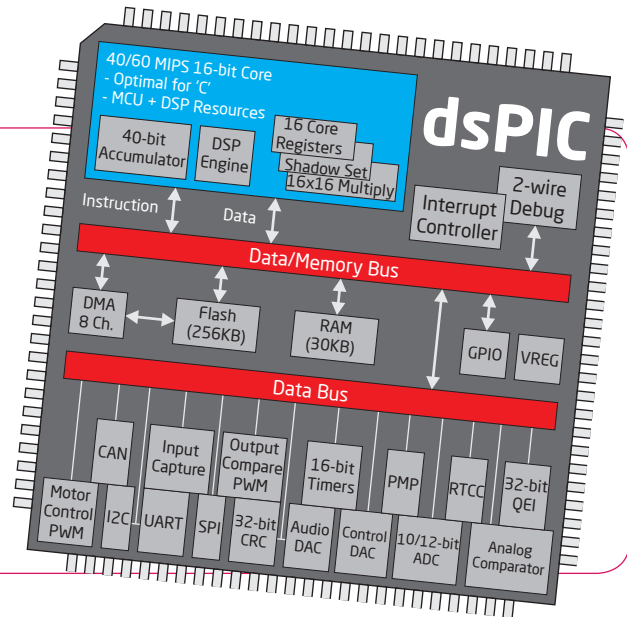 40/60 MIPS 16-bit Core
- Optimal for 'C'
- MCU + DSP Resources
dsPIC
40-bit
Accumulator
DSP
Engine
16 Core
Registers
Shadow Set
16x16 Multiply
2-wire
Debug
Interrupt
Controller
Instruction
Data
Data/Memory Bus
DMA
8 Ch.
Flash
(256KB)
RAM
(30KB)
GPIO
VREG
Data Bus
CAN
Input
Capture
Output
Compare
PWM
16-bit
Timers
PMP
RTCC
32-bit
QEI
Motor
Control
PWM
I2C
UART
SPI
32-bit
CRC
Audio
DAC
Control
DAC
10/12-bit
ADC
Analog
Comparator